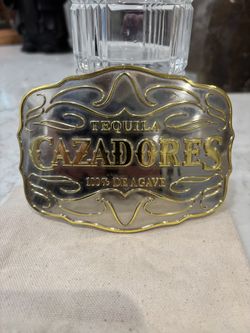 TEQUILA
CAZADORES
100% DE AGAVE